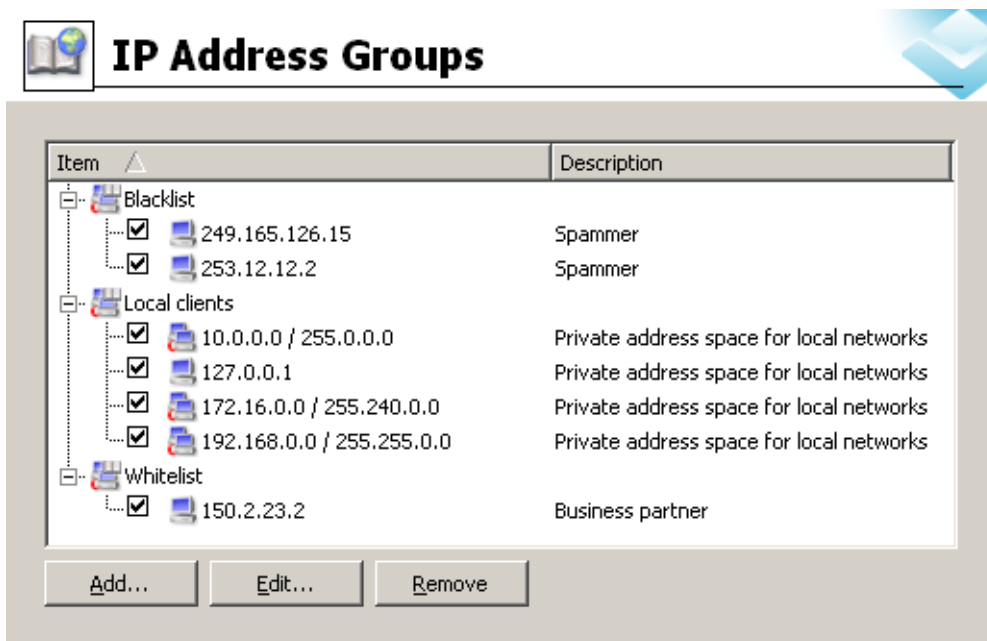 IP Address Groups
Item Description
Blacklist
249.165.126.15 Spammer
253.12.12.2 Spammer
Local clients
10.0.0.0 / 255.0.0.0 Private address space for local networks
127.0.0.1 Private address space for local networks
172.16.0.0 / 255.240.0.0 Private address space for local networks
192.168.0.0 / 255.255.0.0 Private address space for local networks
Whitelist
150.2.23.2 Business partner
Add... Edit... Remove